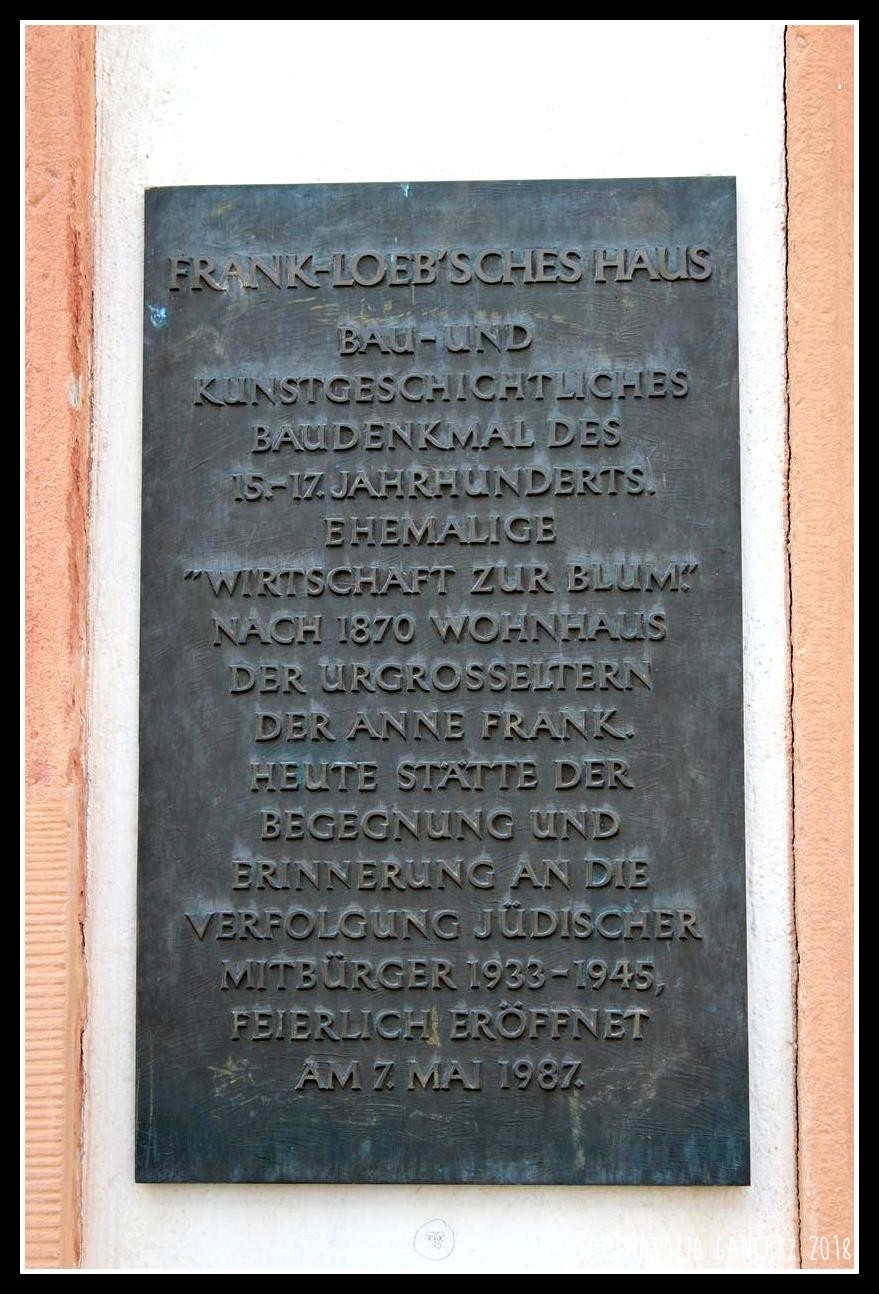 FRANK-LOEB'SCHES HAUS
BAU- UND
KUNSTGESCHICHTLICHES
BAUDENKMAL DES
15.-17. JAHRHUNDERTS.
EHEMALIGE
"WIRTSCHAFT ZUR BLUM".
NACH 1870 WOHNHAUS
DER URGROSSELTERN
DER ANNE FRANK.
HEUTE STÄTTE DER
BEGEGNUNG UND
ERINNERUNG AN DIE
VERFOLGUNG JÜDISCHER
MITBÜRGER 1933-1945,
FEIERLICH ERÖFFNET
AM 7. MAI 1987.
2018